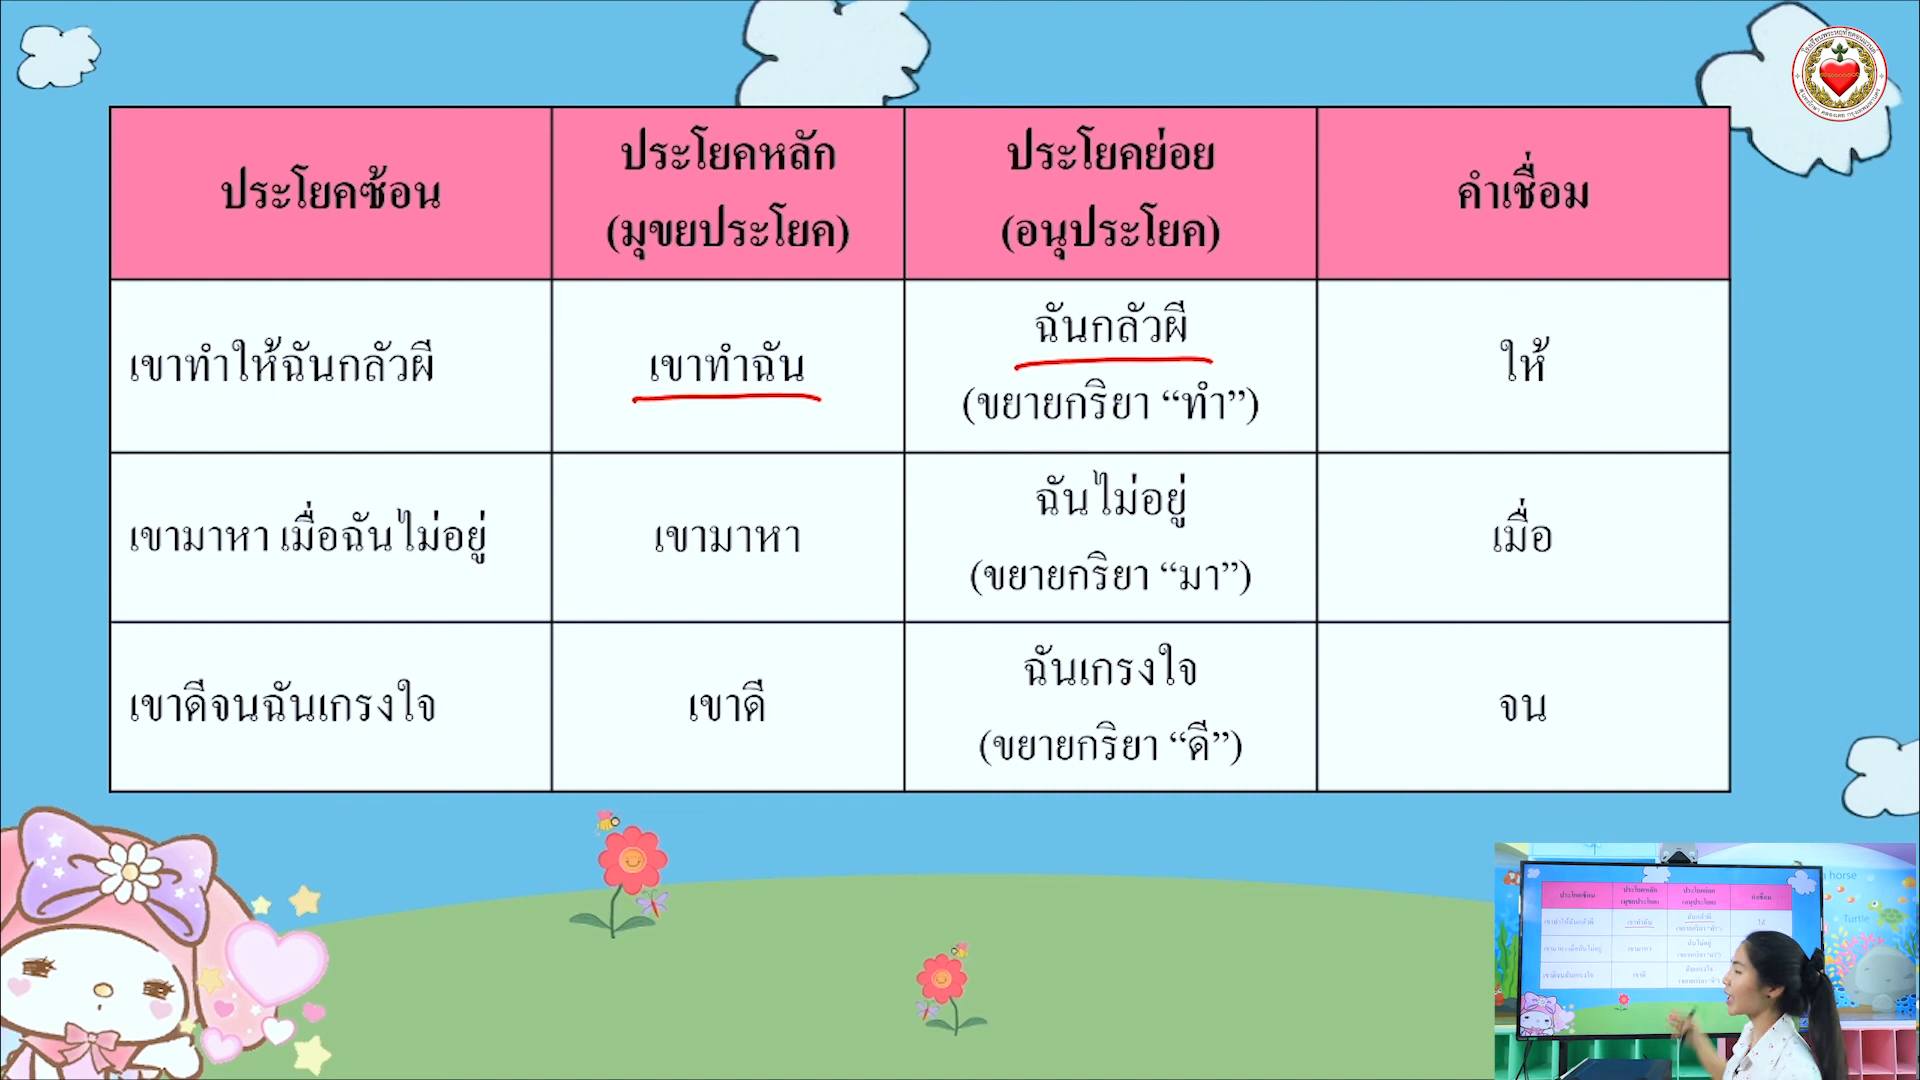 ประโยคซ้อน
ประโยคหลัก
(มุขยประโยค)
ประโยคย่อย
(อนุประโยค)
คำเชื่อม
เขาทำให้ฉันกลัวผี
เขาทำฉัน
ฉันกลัวผี
(ขยายกริยา “ทำ”)
ให้
เขามาหา เมื่อฉันไม่อยู่
เขามาหา
ฉันไม่อยู่
(ขยายกริยา “มา”)
เมื่อ
เขาดีจนฉันเกรงใจ
เขาดี
ฉันเกรงใจ
(ขยายกริยา “ดี”)
จน
Turtle